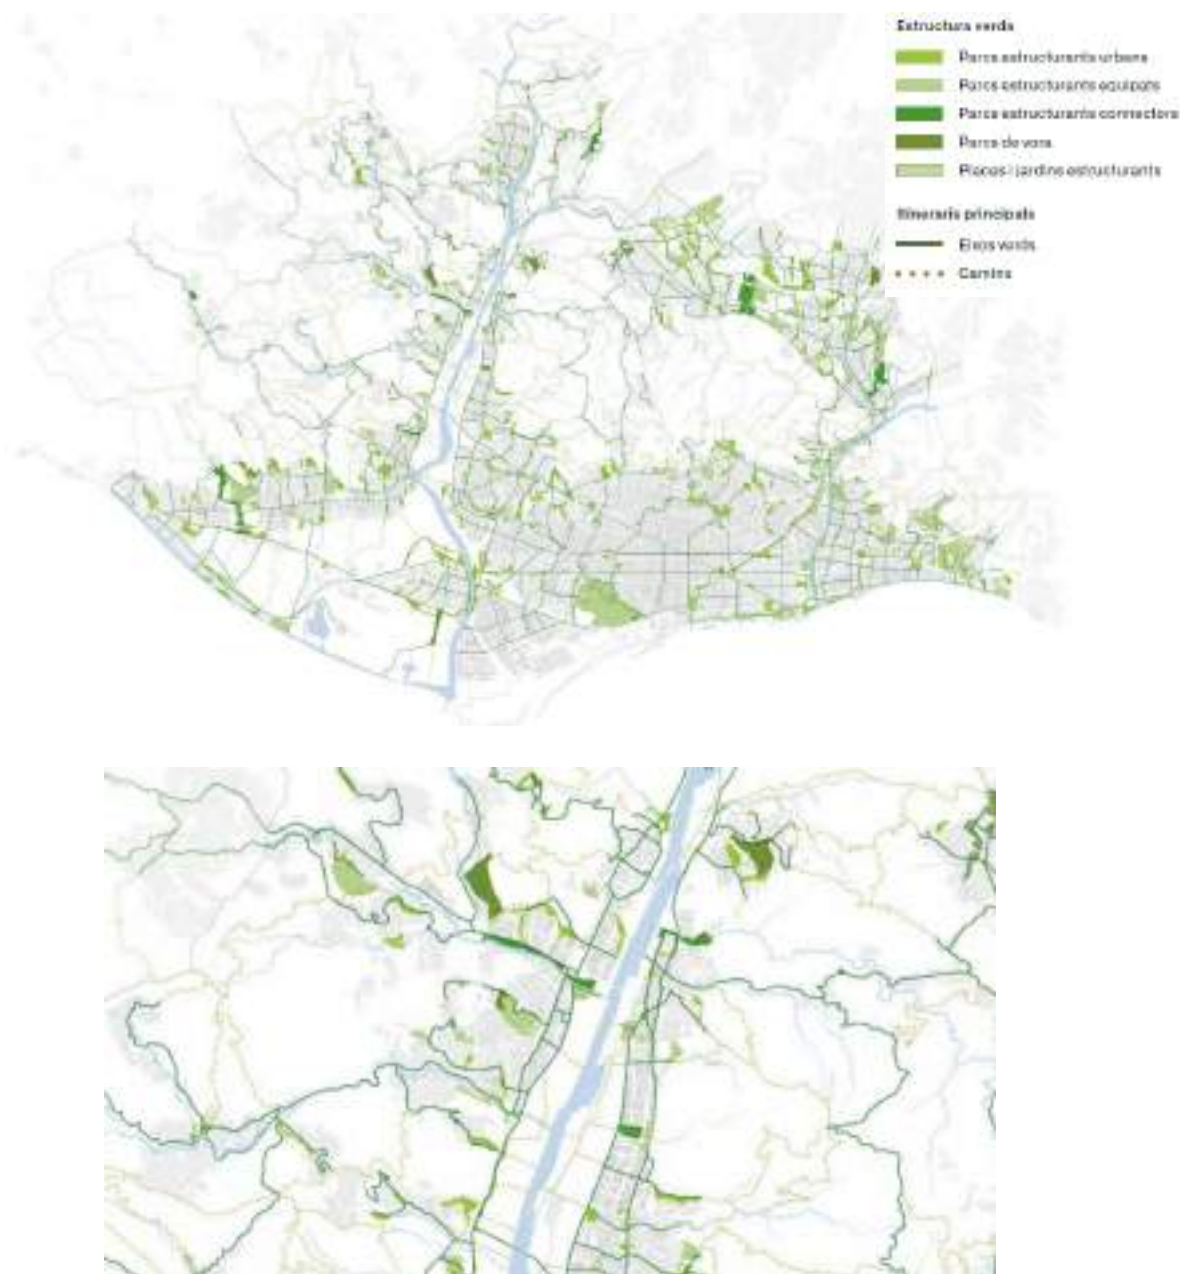 Estructura verda
Parcs estructurants urbans
Parcs estructurants equipats
Parcs estructurants connectors
Parcs de vora
Places i jardins estructurants
Itineraris principals
Eixos verds
Camins